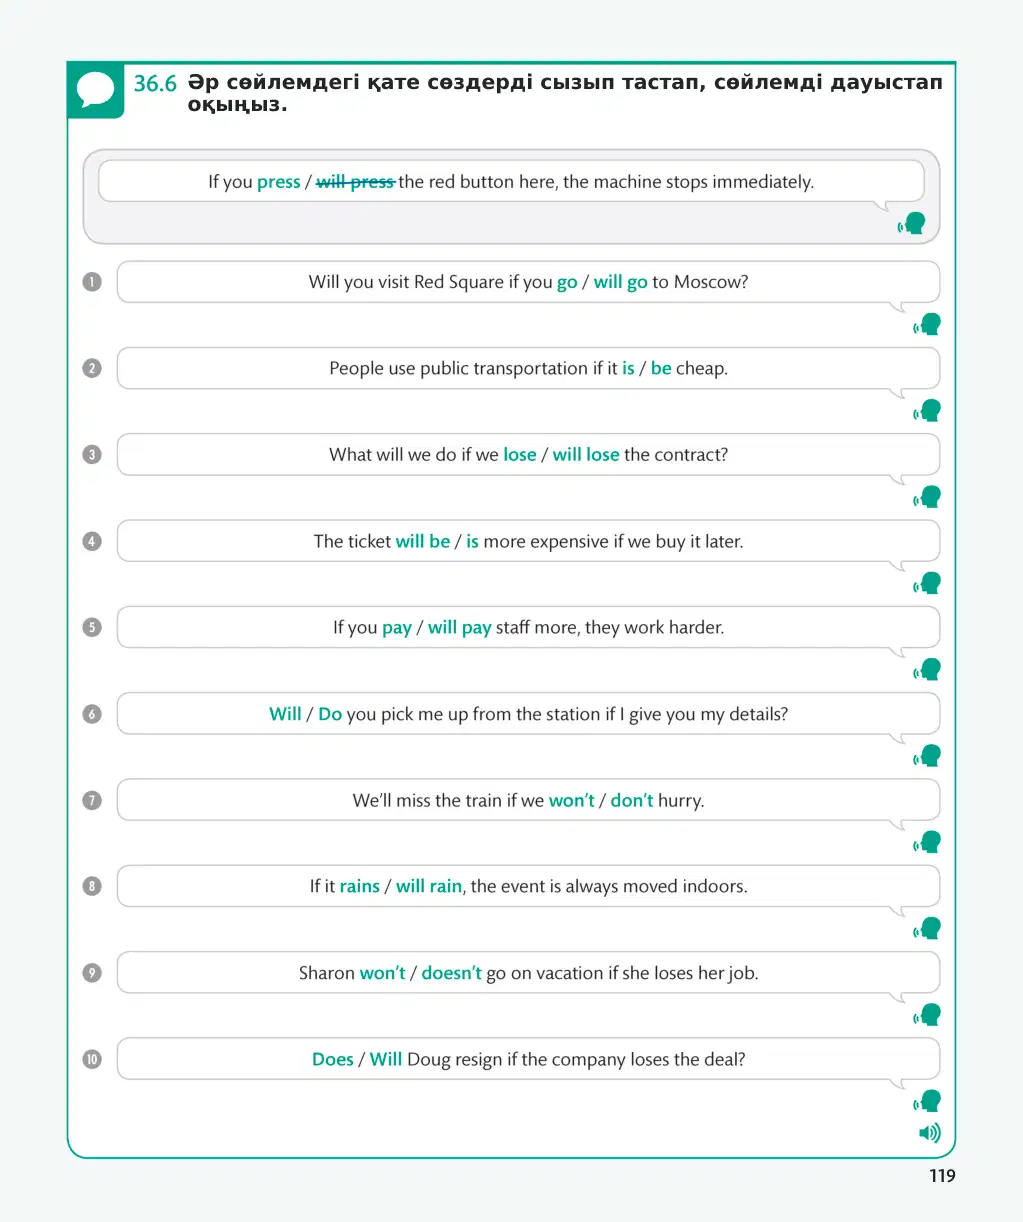 36.6 Әр сөйлемдегі қате сөздерді сызып тастап, сөйлемді дауыстап
оқыңыз.
If you press / will press the red button here, the machine stops immediately.
1 Will you visit Red Square if you go / will go to Moscow?
2 People use public transportation if it is / be cheap.
3 What will we do if we lose / will lose the contract?
4 The ticket will be / is more expensive if we buy it later.
5 If you pay / will pay staff more, they work harder.
6 Will / Do you pick me up from the station if I give you my details?
7 We’ll miss the train if we won’t / don’t hurry.
8 If it rains / will rain, the event is always moved indoors.
9 Sharon won’t / doesn’t go on vacation if she loses her job.
10 Does / Will Doug resign if the company loses the deal?
119